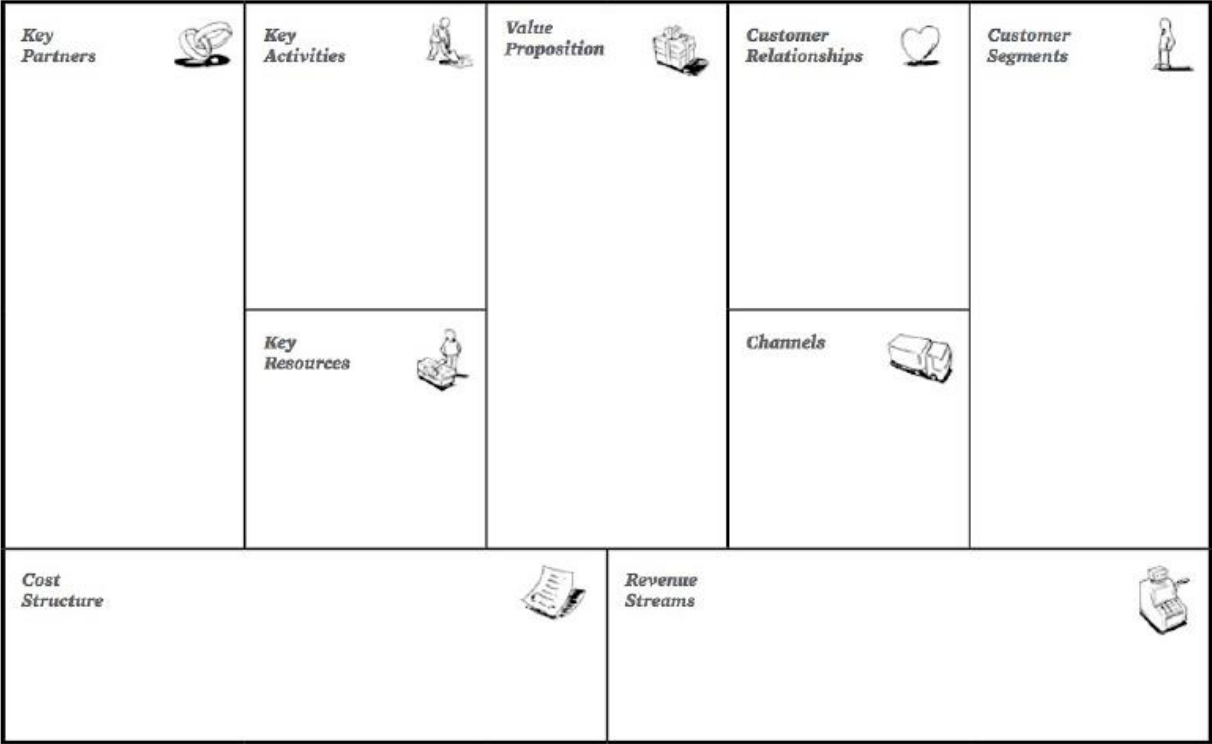 Key
Partners
Key
Activities
Value
Proposition
Customer
Relationships
Customer
Segments
Key
Resources
Channels
Cost
Structure
Revenue
Streams